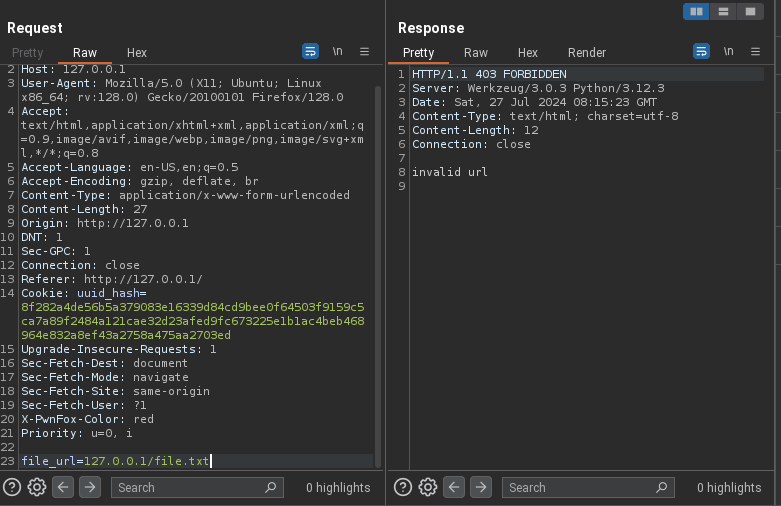 Request
Pretty Raw Hex \n
2 Host: 127.0.0.1
3 User-Agent: Mozilla/5.0 (X11; Ubuntu; Linux
x86_64; rv:128.0) Gecko/20100101 Firefox/128.0
4 Accept:
text/html,application/xhtml+xml,application/xml;q
=0.9,image/avif,image/webp,image/png,image/svg+xm
l,*/*;q=0.8
5 Accept-Language: en-US,en;q=0.5
6 Accept-Encoding: gzip, deflate, br
7 Content-Type: application/x-www-form-urlencoded
8 Content-Length: 27
9 Origin: http://127.0.0.1
10 DNT: 1
11 Sec-GPC: 1
12 Connection: close
13 Referer: http://127.0.0.1/
14 Cookie: uuid_hash=
8f282a4de56b5a379083e16339d84cd9bee0f64503f9159c5
ca7a89f2484a121cae32d23afed9fc673225e1b1ac4beb468
964e832a8ef43a2758a475aa2703ed
15 Upgrade-Insecure-Requests: 1
16 Sec-Fetch-Dest: document
17 Sec-Fetch-Mode: navigate
18 Sec-Fetch-Site: same-origin
19 Sec-Fetch-User: ?1
20 X-PwnFox-Color: red
21 Priority: u=0, i
22
23 file_url=127.0.0.1/file.txt
Search 0 highlights
Response
Pretty Raw Hex Render \n
1 HTTP/1.1 403 FORBIDDEN
2 Server: Werkzeug/3.0.3 Python/3.12.3
3 Date: Sat, 27 Jul 2024 08:15:23 GMT
4 Content-Type: text/html; charset=utf-8
5 Content-Length: 12
6 Connection: close
7
8 invalid url
9
Search 0 highlights